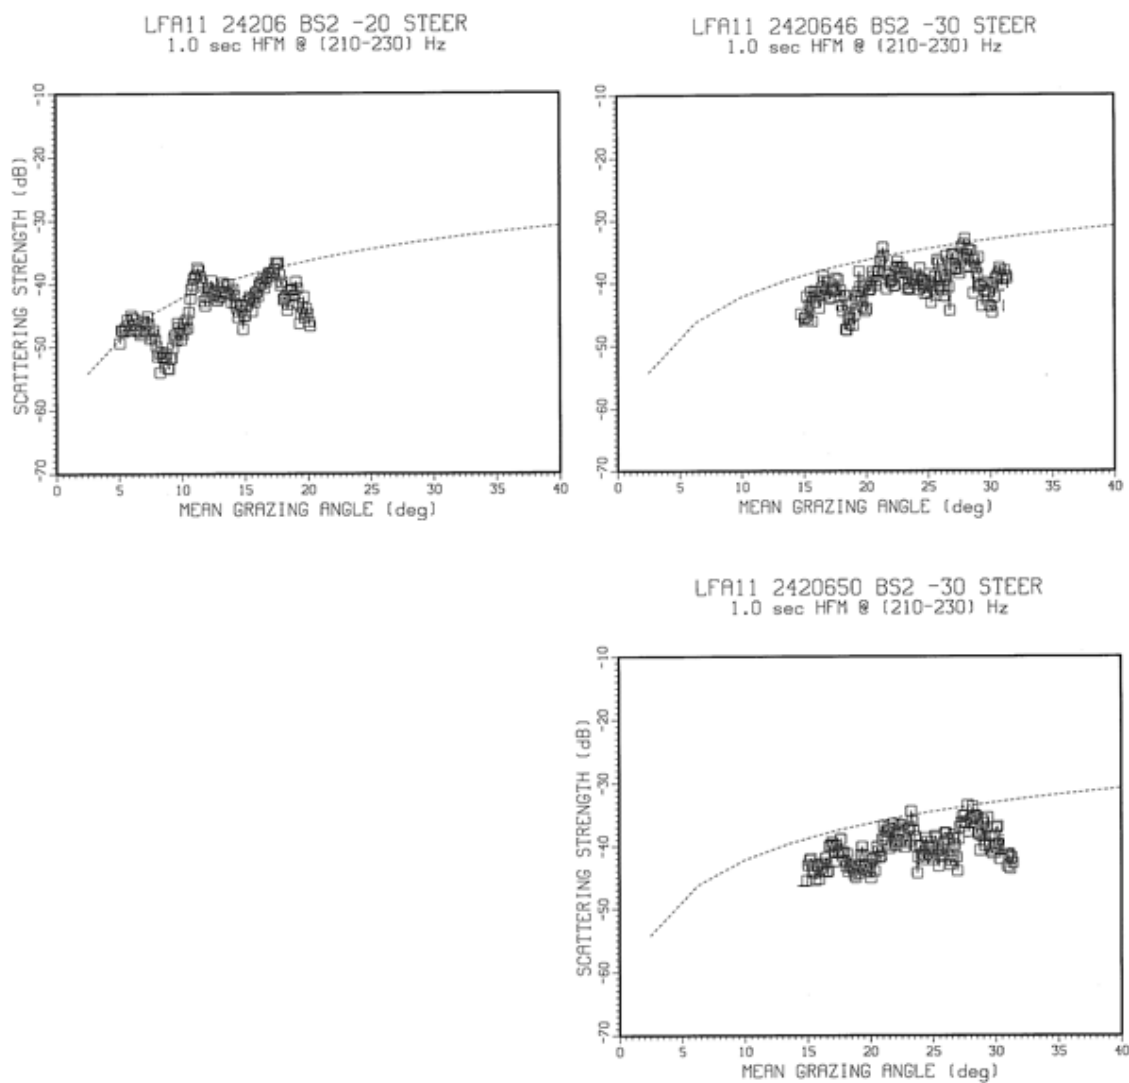 LFA11 24206 BS2 -20 STEER
1.0 sec HFM @ (210-230) Hz
SCATTERING STRENGTH (dB)
-10
-20
-30
-40
-50
-60
-70
0 5 10 15 20 25 30 35 40
MEAN GRAZING ANGLE (deg)
LFA11 2420646 BS2 -30 STEER
1.0 sec HFM @ (210-230) Hz
-10
-20
-30
-40
-50
-60
-70
0 5 10 15 20 25 30 35 40
MEAN GRAZING ANGLE (deg)
LFA11 2420650 BS2 -30 STEER
1.0 sec HFM @ (210-230) Hz
SCATTERING STRENGTH (dB)
-10
-20
-30
-40
-50
-60
-70
0 5 10 15 20 25 30 35 40
MEAN GRAZING ANGLE (deg)